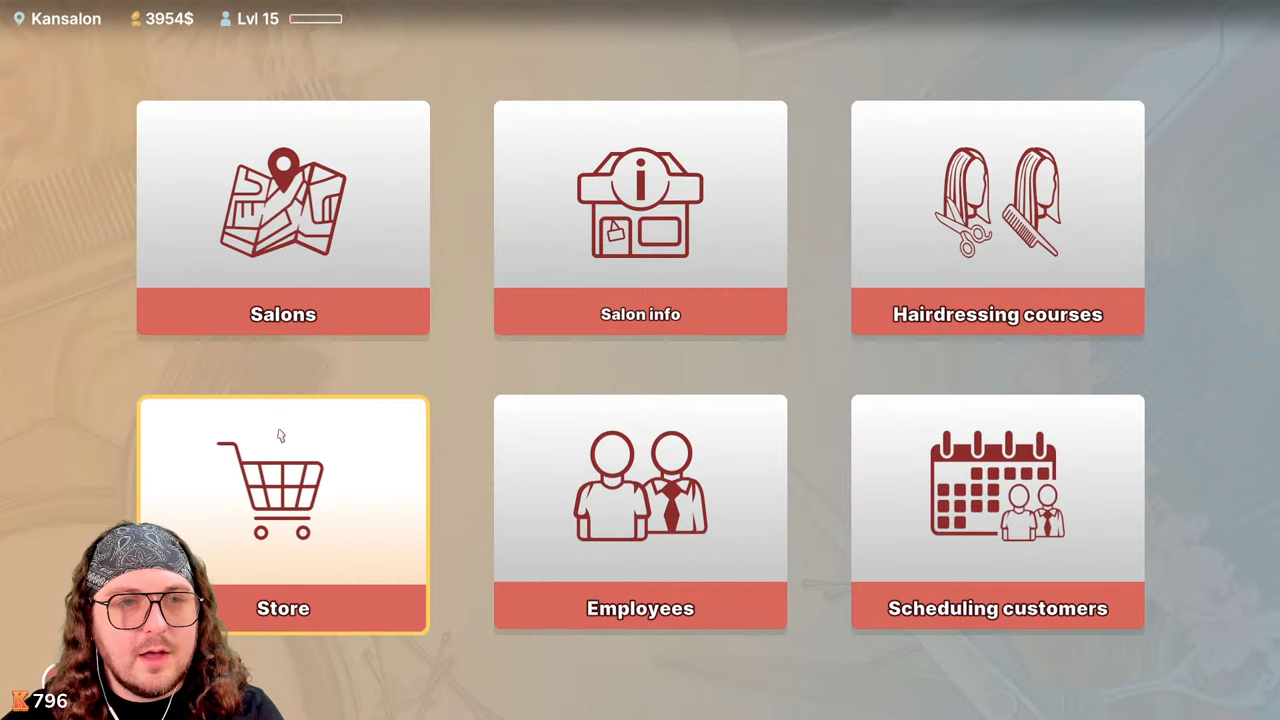 Kansalon 3954$ Lvl 15
Salons
Salon info
Hairdressing courses
Store
Employees
Scheduling customers
K 796